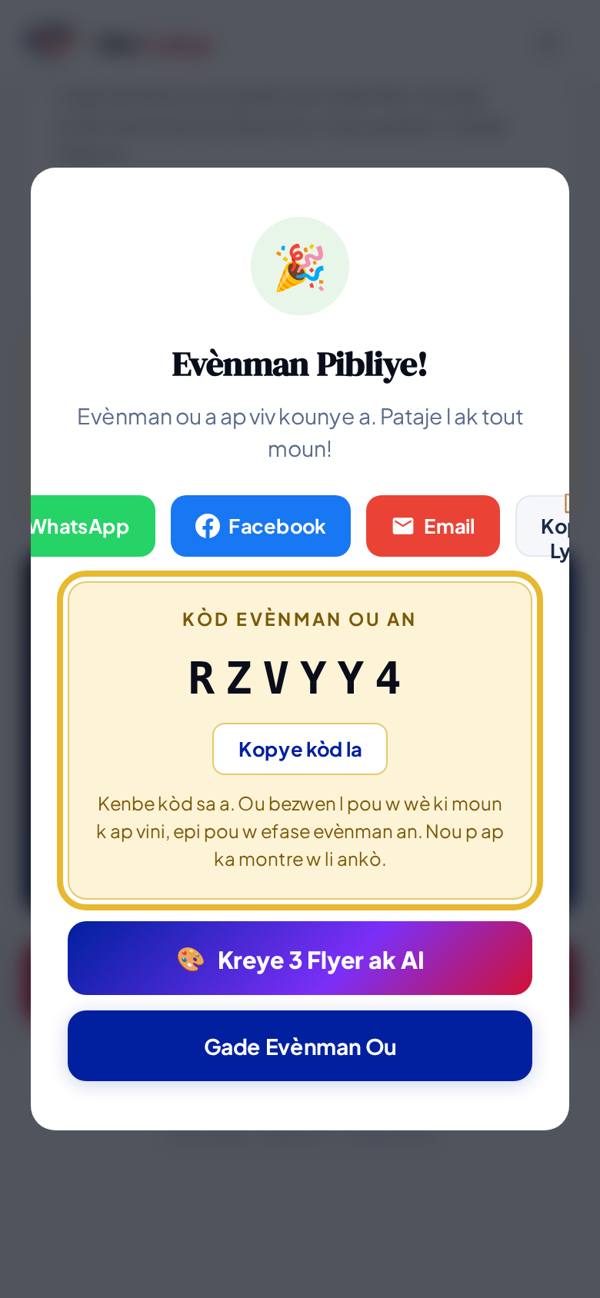 Evènman Pibliye!
Evènman ou a ap viv kounye a. Pataje l ak tout
moun!
WhatsApp
Facebook
Email
KÒD EVÈNMAN OU AN
RZVYY4
Kopye kòd la
Kenbe kòd sa a. Ou bezwen l pou w wè ki moun
k ap vini, epi pou w efase evènman an. Nou p ap
ka montre w li ankò.
Kreye 3 Flyer ak AI
Gade Evènman Ou